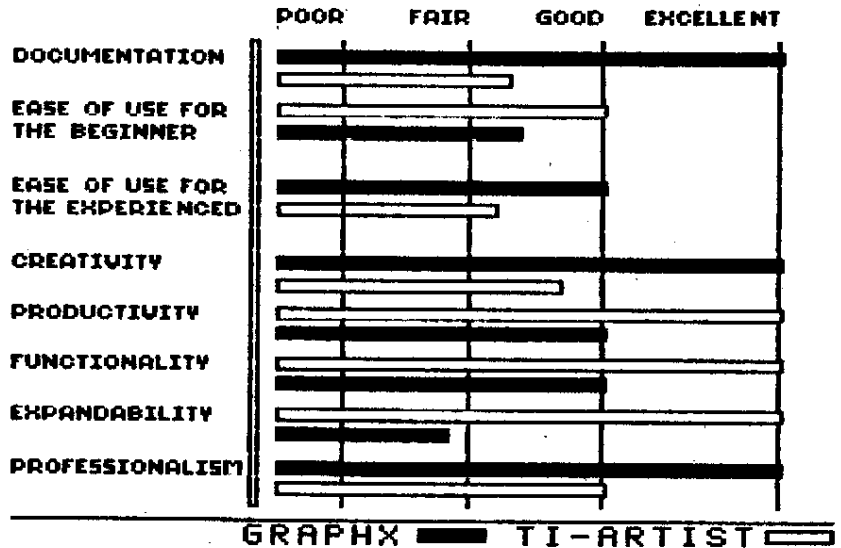 POOR FAIR GOOD EXCELLENT
DOCUMENTATION
EASE OF USE FOR
THE BEGINNER
EASE OF USE FOR
THE EXPERIENCED
CREATIVITY
PRODUCTIVITY
FUNCTIONALITY
EXPANDABILITY
PROFESSIONALISM
GRAPHX TI-ARTIST